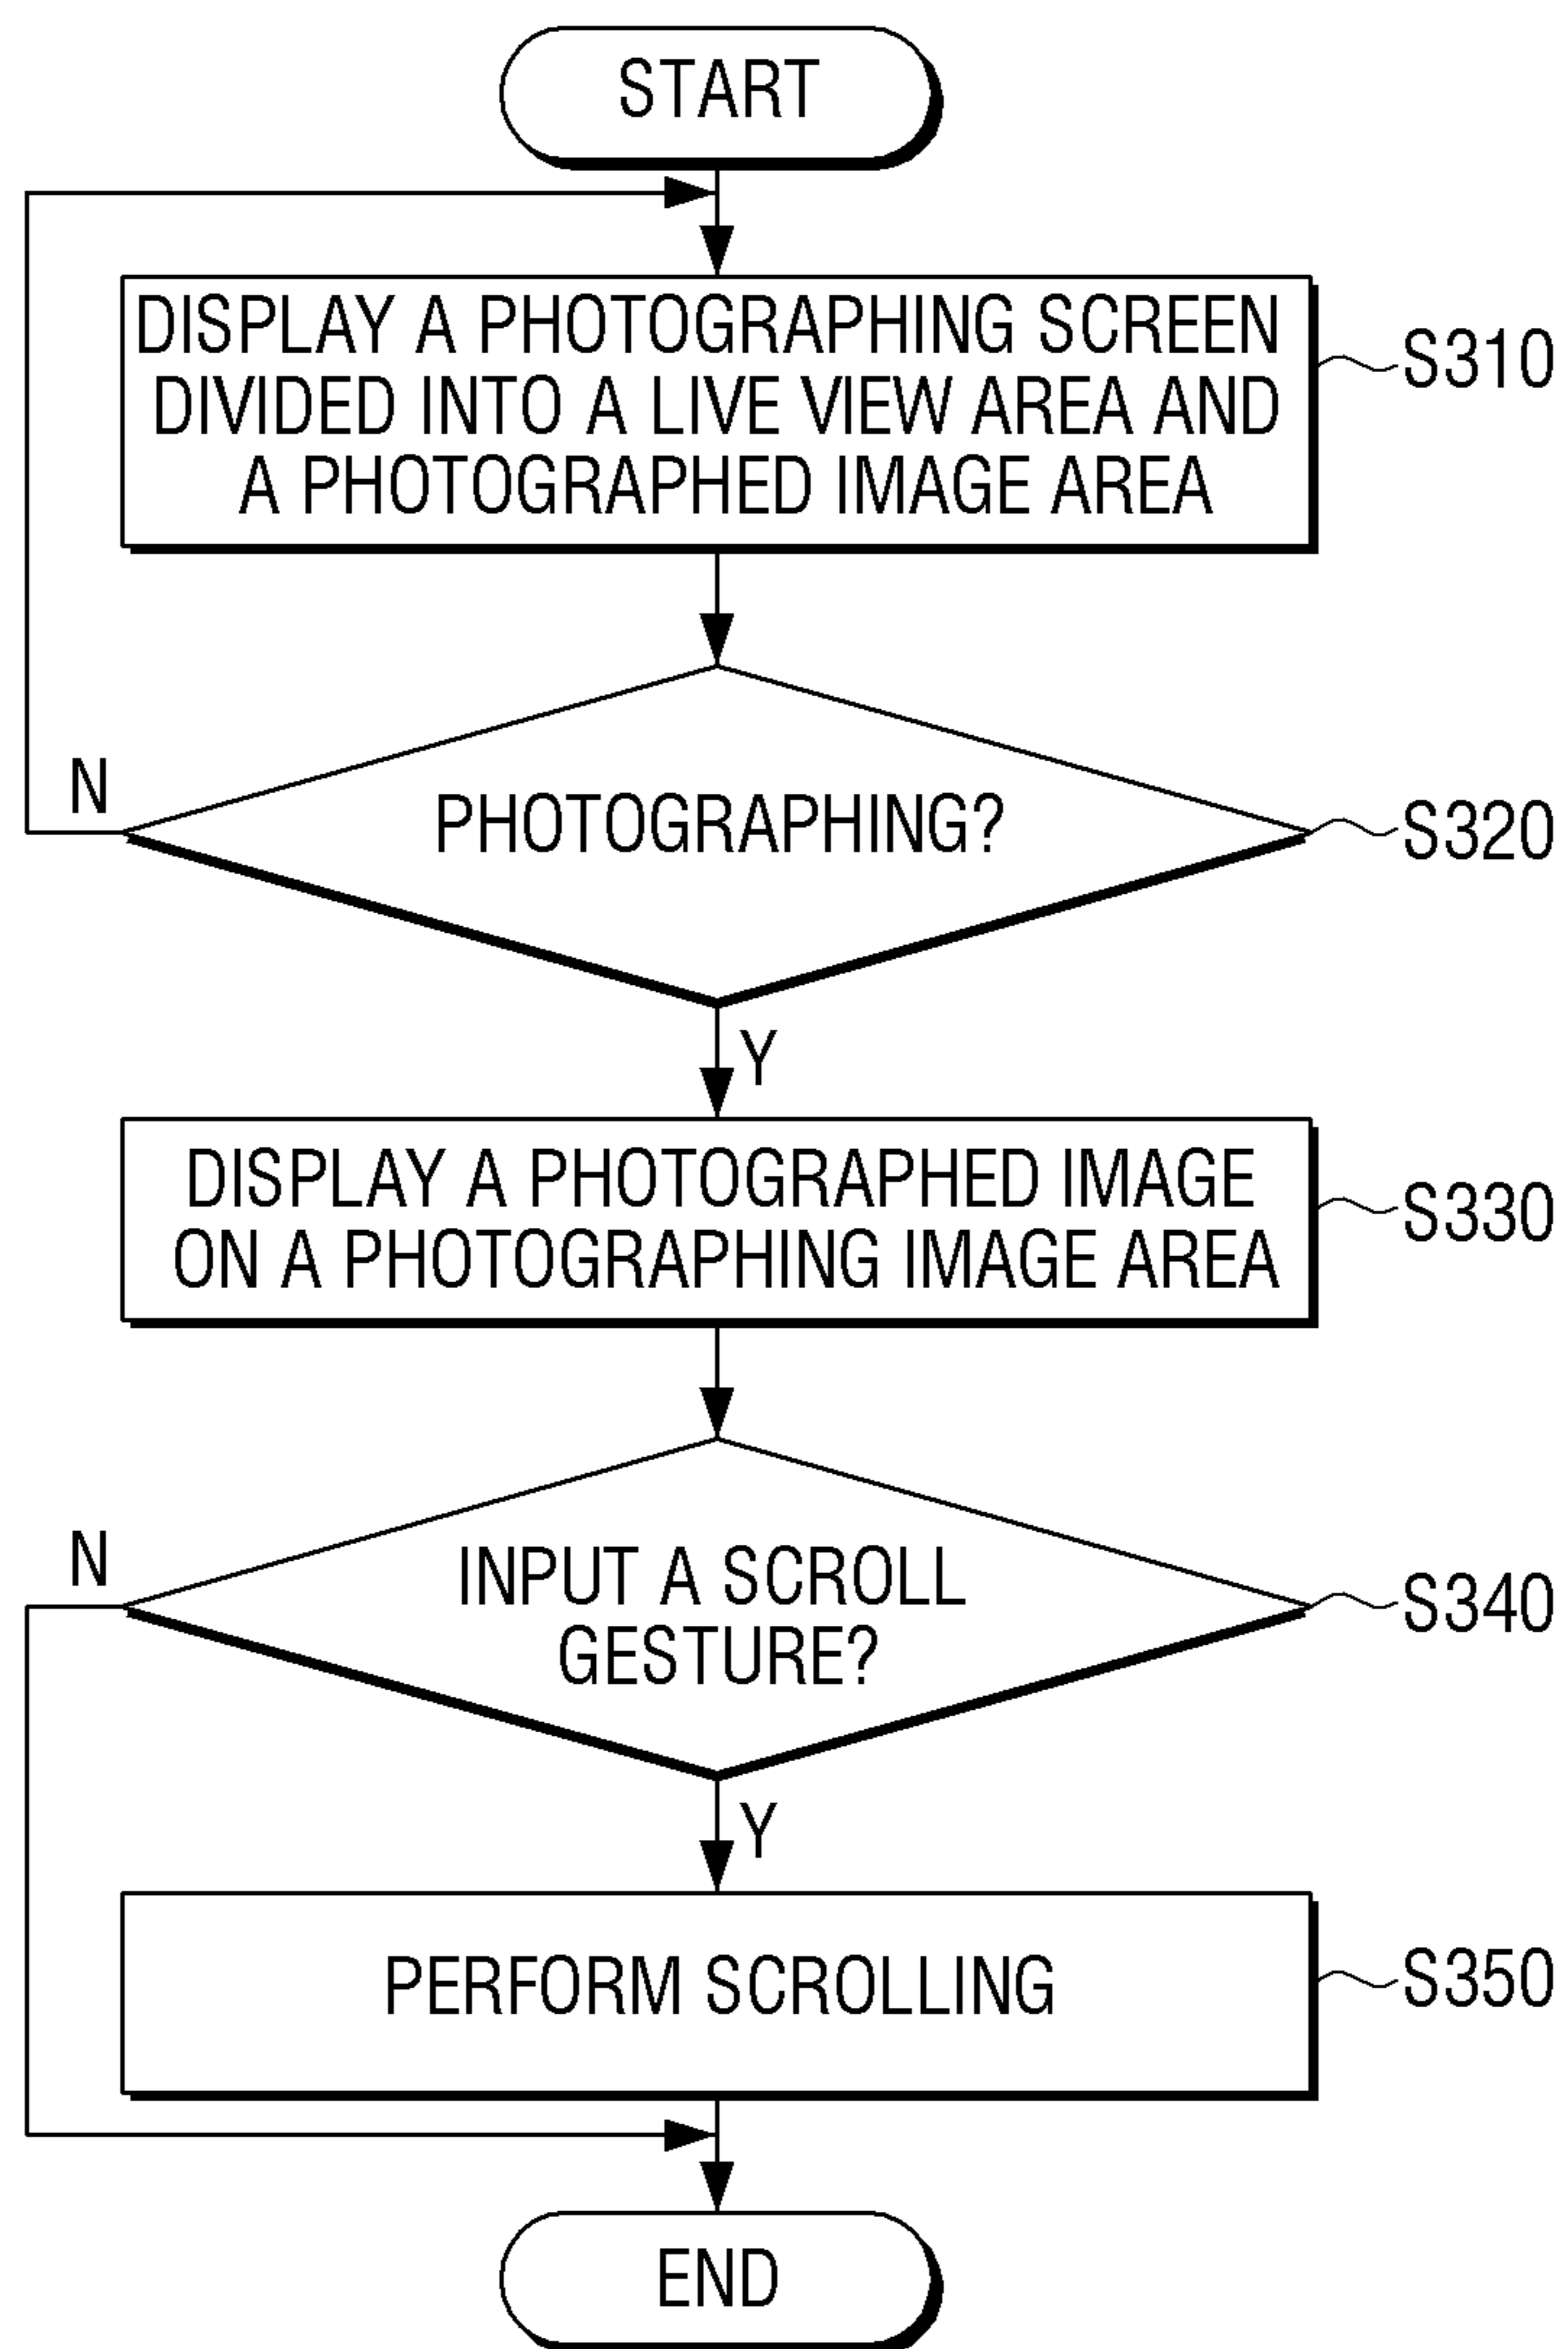 START
DISPLAY A PHOTOGRAPHING SCREEN
DIVIDED INTO A LIVE VIEW AREA AND
A PHOTOGRAPHED IMAGE AREA
S310
N
PHOTOGRAPHING?
S320
Y
DISPLAY A PHOTOGRAPHED IMAGE
ON A PHOTOGRAPHING IMAGE AREA
S330
N
INPUT A SCROLL
GESTURE?
S340
Y
PERFORM SCROLLING
S350
END